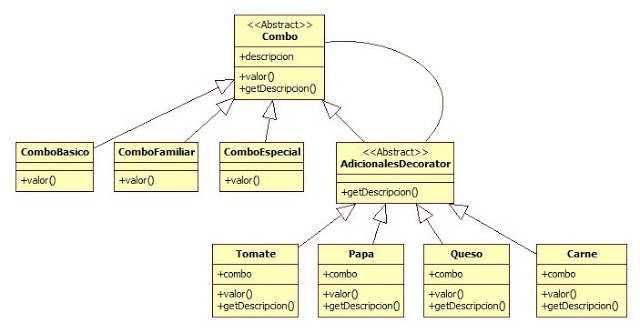 <<Abstract>>
Combo
+descripcion
+valor()
+getDescripcion()
ComboBasico
+valor()
ComboFamiliar
+valor()
ComboEspecial
+valor()
<<Abstract>>
AdicionalesDecorator
+getDescripcion()
Tomate
+combo
+valor()
+getDescripcion()
Papa
+combo
+valor()
+getDescripcion()
Queso
+combo
+valor()
+getDescripcion()
Carne
+combo
+valor()
+getDescripcion()